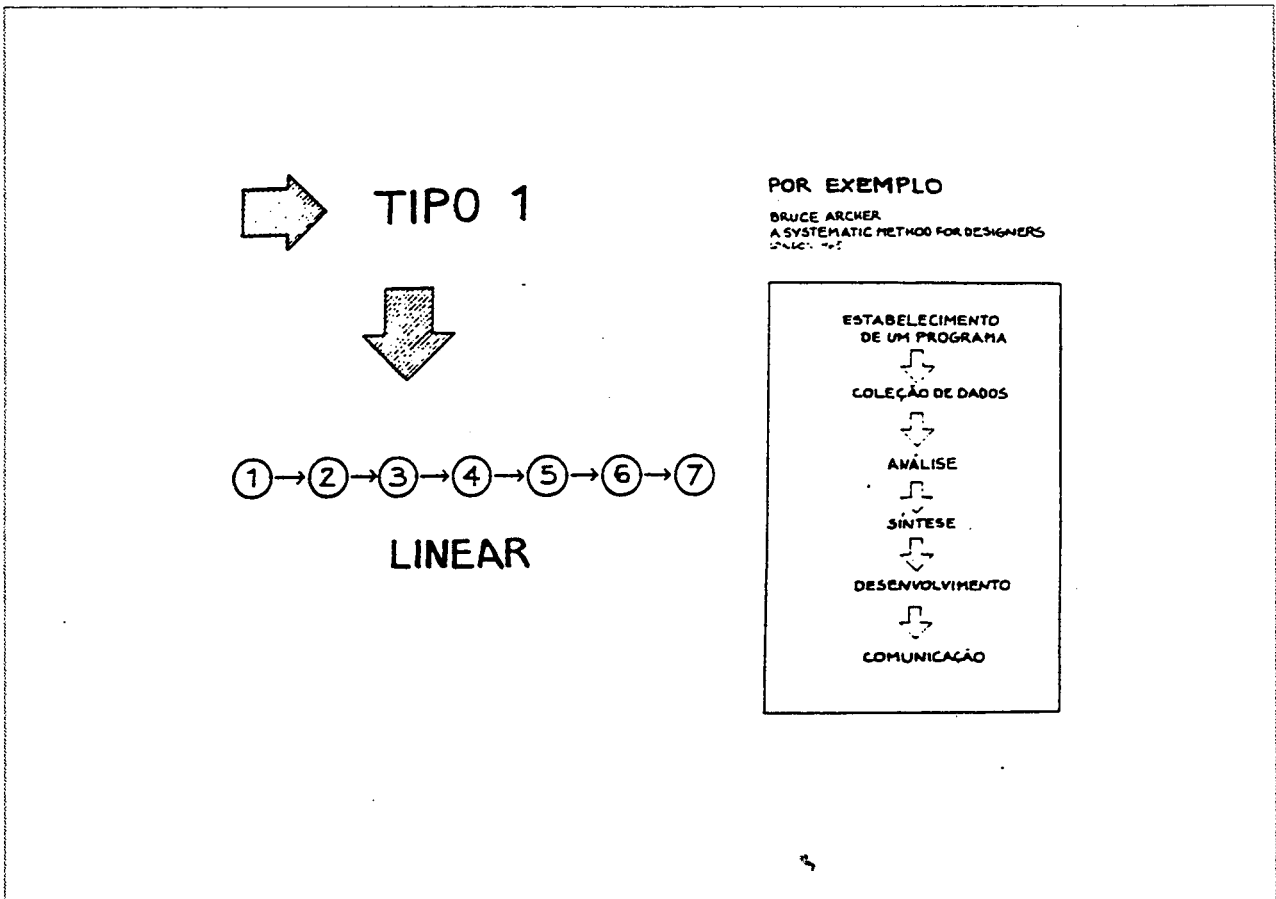 TIPO 1
1 → 2 → 3 → 4 → 5 → 6 → 7
LINEAR
POR EXEMPLO
BRUCE ARCHER
A SYSTEMATIC METHOD FOR DESIGNERS
ESTABELECIMENTO
DE UM PROGRAMA
COLEÇÃO DE DADOS
ANÁLISE
SÍNTESE
DESENVOLVIMENTO
COMUNICAÇÃO